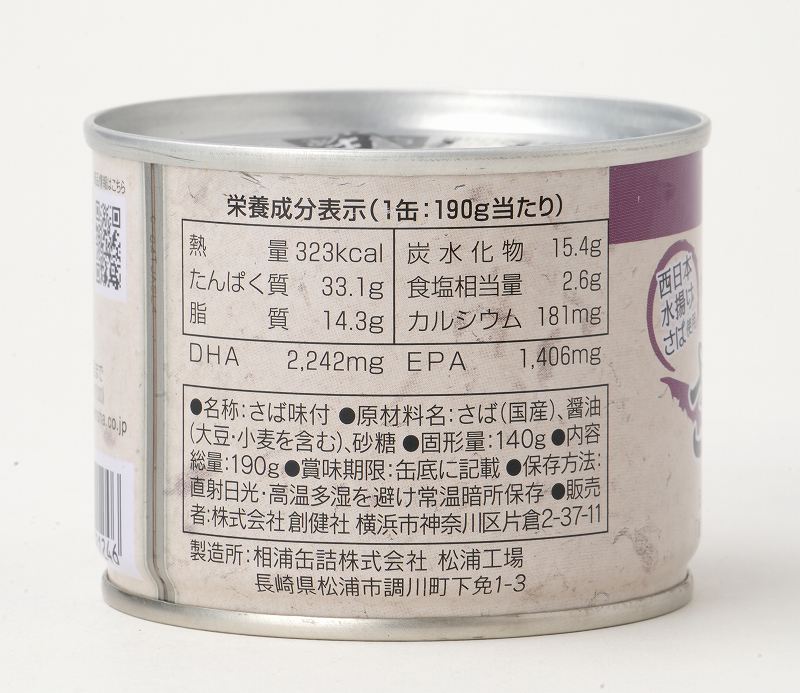 栄養成分表示(1缶:190g当たり)
熱量 323kcal
たんぱく質 33.1g
脂質 14.3g
炭水化物 15.4g
食塩相当量 2.6g
カルシウム 181mg
DHA 2,242mg EPA 1,406mg
●名称:さば味付 ●原材料名:さば(国産)、醤油
(大豆・小麦を含む)、砂糖 ●固形量:140g ●内容
総量:190g ●賞味期限:缶底に記載 ●保存方法:
直射日光・高温多湿を避け常温暗所保存 ●販売
者:株式会社創健社 横浜市神奈川区片倉2-37-11
製造所:相浦缶詰株式会社 松浦工場
長崎県松浦市調川町下免1-3
西日本
水揚げ
さば使用
はこちら
.co.jp